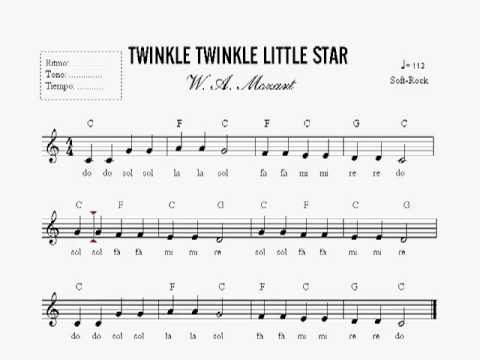 TWINKLE TWINKLE LITTLE STAR
W. A. Mozart
Ritmo: ..............
Tono: ..............
Tiempo: ...........
♩= 112
Soft-Rock
C F C F C G C
4/4
do do sol sol la la sol fa fa mi mi re re do
C F C G C F C G
sol sol fa fa mi mi re sol sol fa fa mi mi re
C F C F C G C
do do sol sol la la sol fa fa mi mi re re do